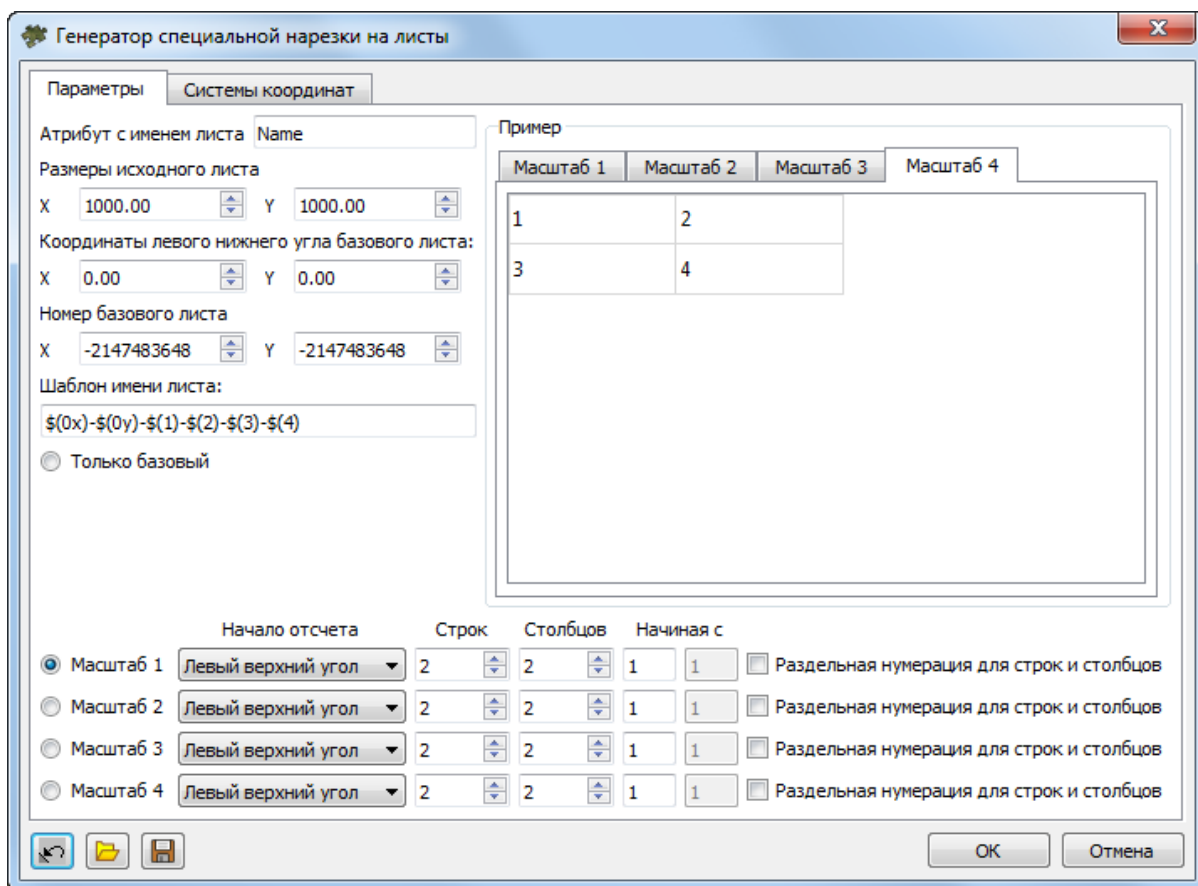 Генератор специальной нарезки на листы
x
Параметры Системы координат
Атрибут с именем листа Name
Размеры исходного листа
X 1000.00 Y 1000.00
Координаты левого нижнего угла базового листа:
X 0.00 Y 0.00
Номер базового листа
X -2147483648 Y -2147483648
Шаблон имени листа:
$(0x)-$(0y)-$(1)-$(2)-$(3)-$(4)
Только базовый
Пример
Масштаб 1 Масштаб 2 Масштаб 3 Масштаб 4
1 2
3 4
Начало отсчета Строк Столбцов Начиная с
Масштаб 1 Левый верхний угол 2 2 1 1 Раздельная нумерация для строк и столбцов
Масштаб 2 Левый верхний угол 2 2 1 1 Раздельная нумерация для строк и столбцов
Масштаб 3 Левый верхний угол 2 2 1 1 Раздельная нумерация для строк и столбцов
Масштаб 4 Левый верхний угол 2 2 1 1 Раздельная нумерация для строк и столбцов
OK Отмена